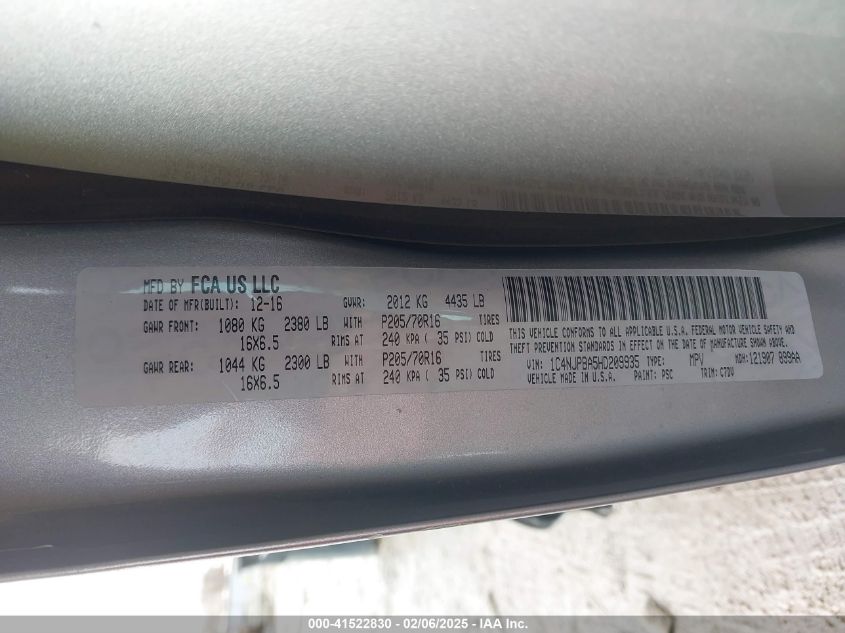 MFD BY FCA US LLC
DATE OF MFR(BUILT): 12-16 GVWR: 2012 KG 4435 LB
GAWR FRONT: 1080 KG 2380 LB WITH P205/70R16 TIRES
16X6.5 RIMS AT 240 KPA ( 35 PSI) COLD
GAWR REAR: 1044 KG 2300 LB WITH P205/70R16 TIRES
16X6.5 RIMS AT 240 KPA ( 35 PSI) COLD
THIS VEHICLE CONFORMS TO ALL APPLICABLE U.S.A. FEDERAL MOTOR VEHICLE SAFETY AND
THEFT PREVENTION STANDARDS IN EFFECT ON THE DATE OF MANUFACTURE SHOWN ABOVE.
VIN: 1C4NJPBA5HD209935 TYPE: MPV MDH: 121907 899AA
MADE IN U.S.A. PAINT: PSC TRIM: C7DV
000-41522830 - 02/06/2025 - IAA Inc.